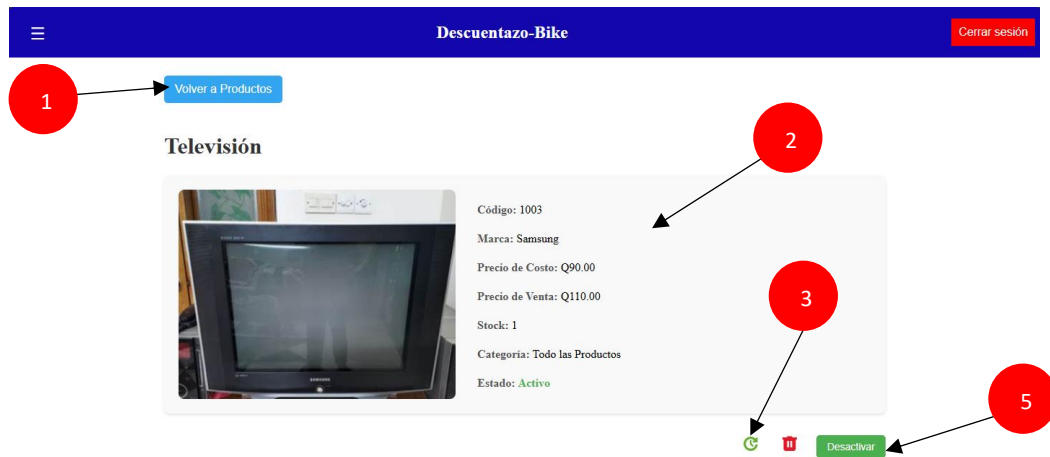 ☰ Descuentazo-Bike Cerrar sesión
1
Volver a Productos
Televisión
2
Código: 1003
Marca: Samsung
Precio de Costo: Q90.00
Precio de Venta: Q110.00
3
Stock: 1
Categoría: Todo las Productos
Estado: Activo
SAMSUNG
5
Desactivar